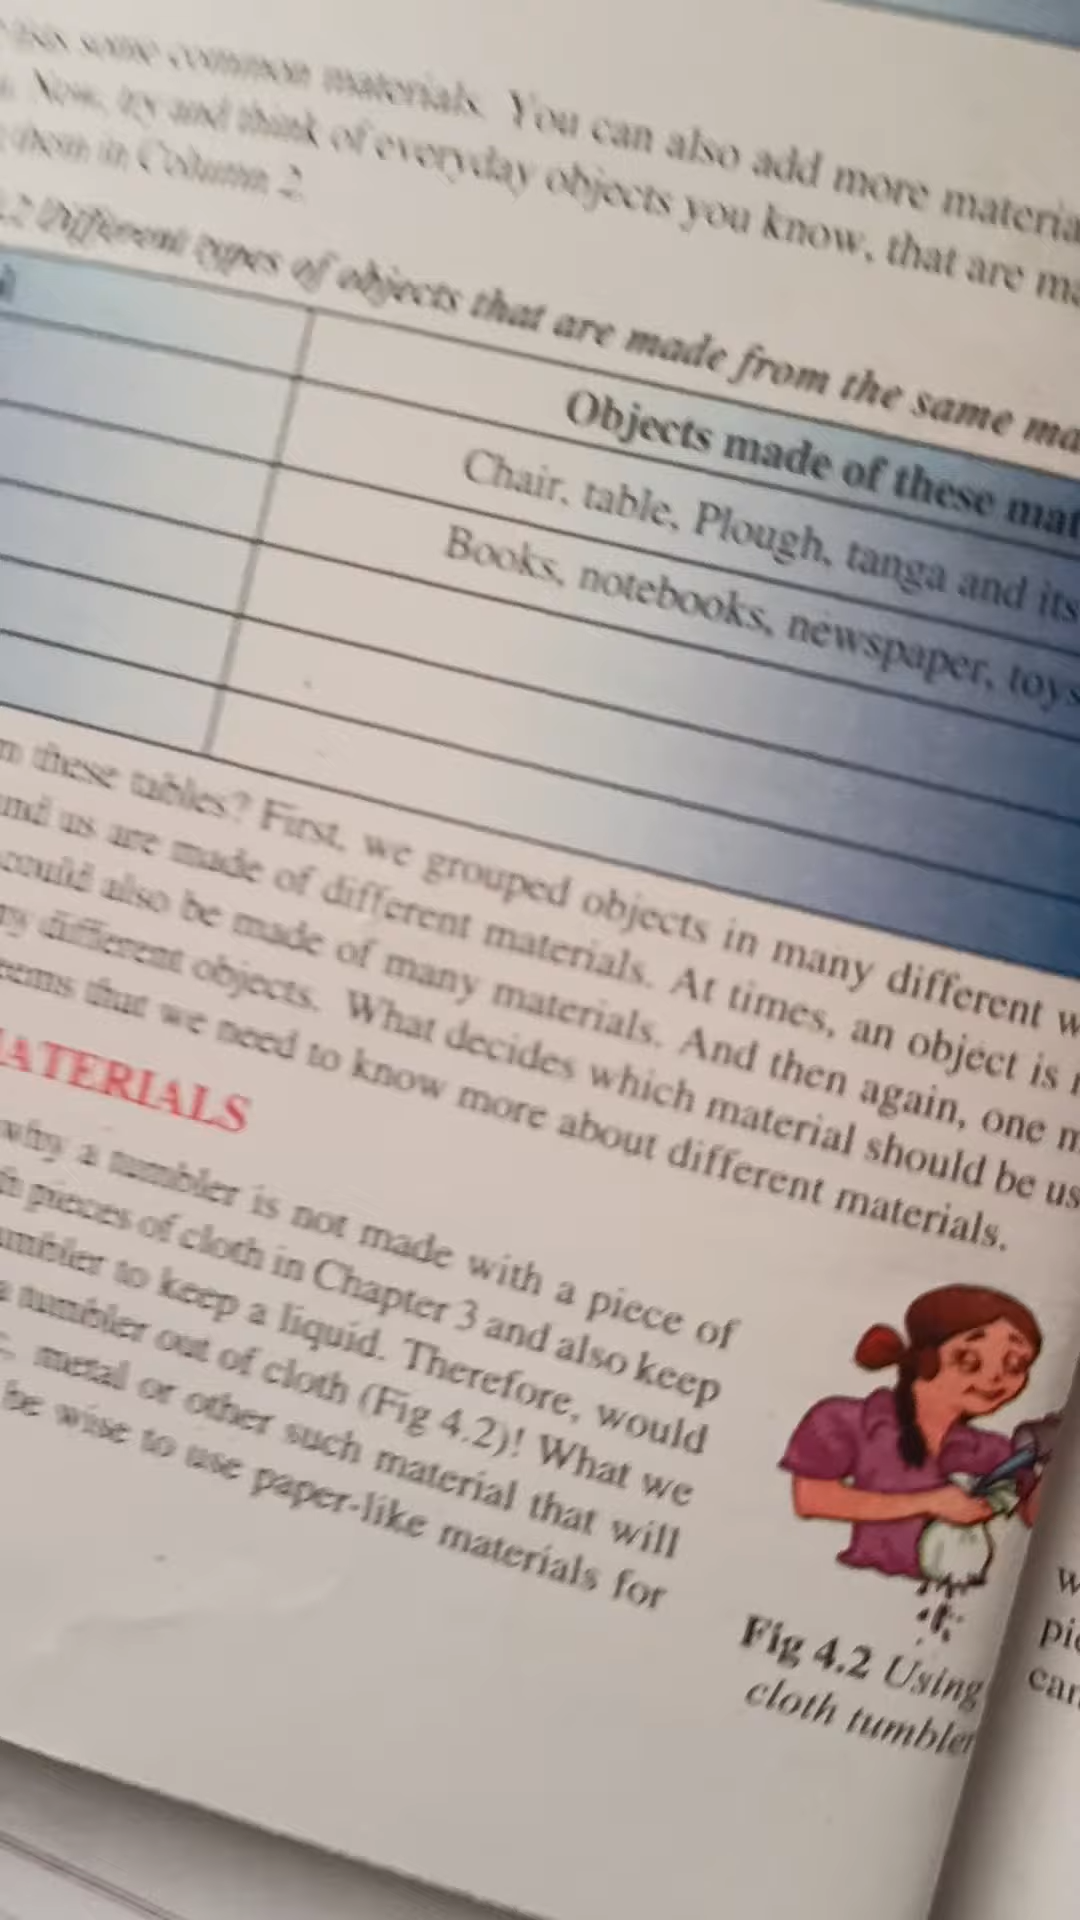 some common materials. You can also add more
Now, try and think of everyday objects you know, that are
them in Column 2.
Different types of objects that are made from the same
Objects made of these
Chair, table, Plough, tanga and its
Books, notebooks, newspaper, toys
these tables? First, we grouped objects in many different
us are made of different materials. At times, an object is
could also be made of many materials. And then again, one
different objects. What decides which material should be
that we need to know more about different materials.
ATERIALS
why a tumbler is not made with a piece of
pieces of cloth in Chapter 3 and also keep
to keep a liquid. Therefore, would
tumbler out of cloth (Fig 4.2)! What we
metal or other such material that will
be wise to use paper-like materials for
Fig 4.2 Using
cloth tumbler